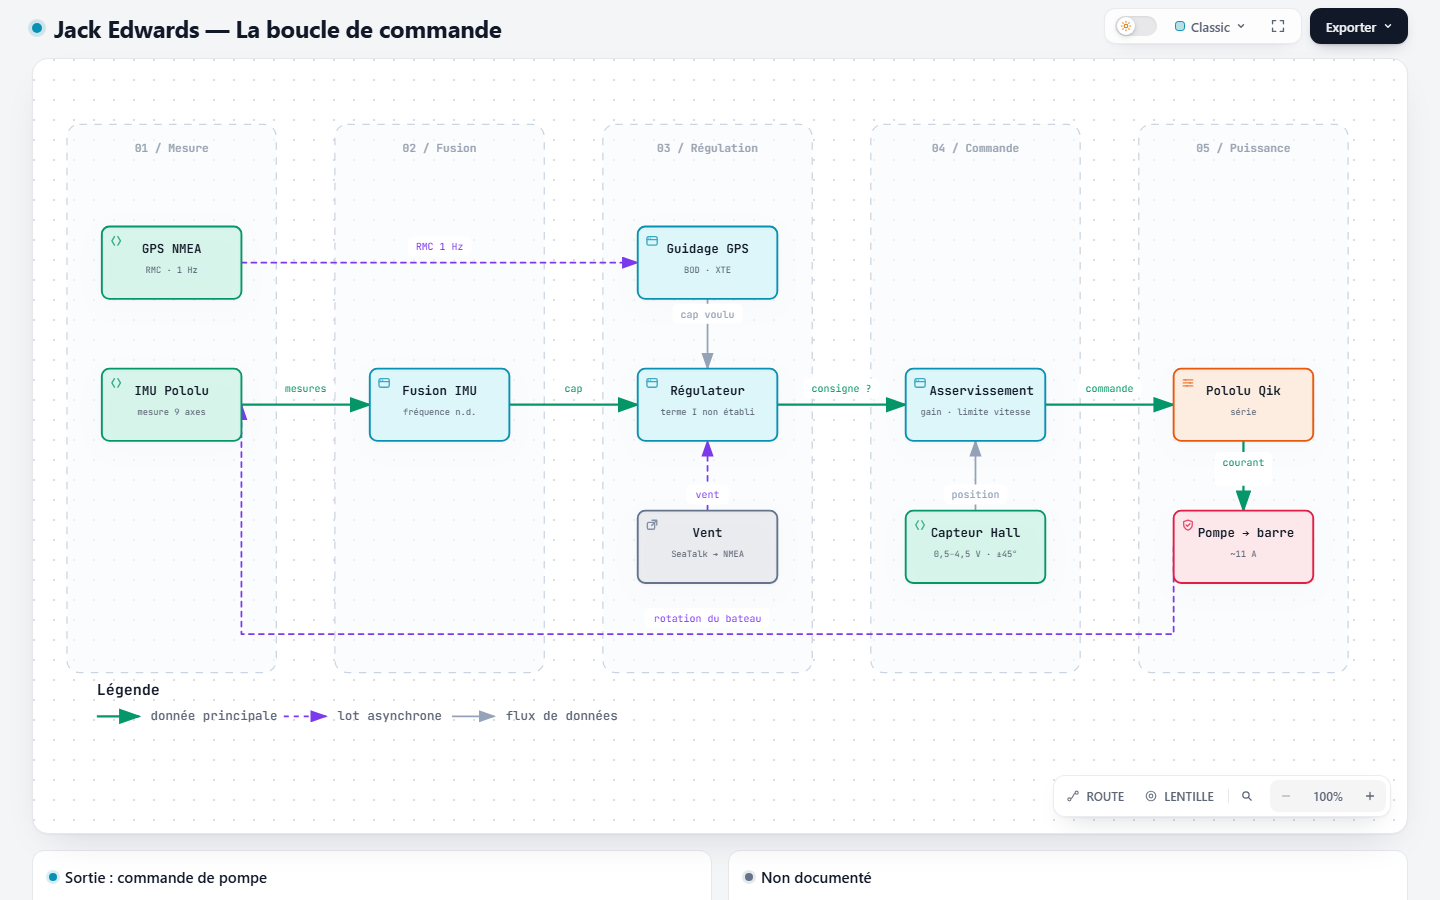 Jack Edwards — La boucle de commande
Classic
Exporter
01 / Mesure
02 / Fusion
03 / Régulation
04 / Commande
05 / Puissance
GPS NMEA
RMC · 1 Hz
RMC 1 Hz
Guidage GPS
BOD · XTE
cap voulu
IMU Pololu
mesure 9 axes
mesures
Fusion IMU
fréquence n.d.
cap
Régulateur
terme I non établi
consigne ?
Asservissement
gain · limite vitesse
commande
Pololu Qik
série
courant
vent
position
Vent
SeaTalk → NMEA
Capteur Hall
0,5–4,5 V · ±45°
Pompe → barre
~11 A
rotation du bateau
Légende
donnée principale
lot asynchrone
flux de données
ROUTE
LENTILLE
100%
Sortie : commande de pompe
Non documenté